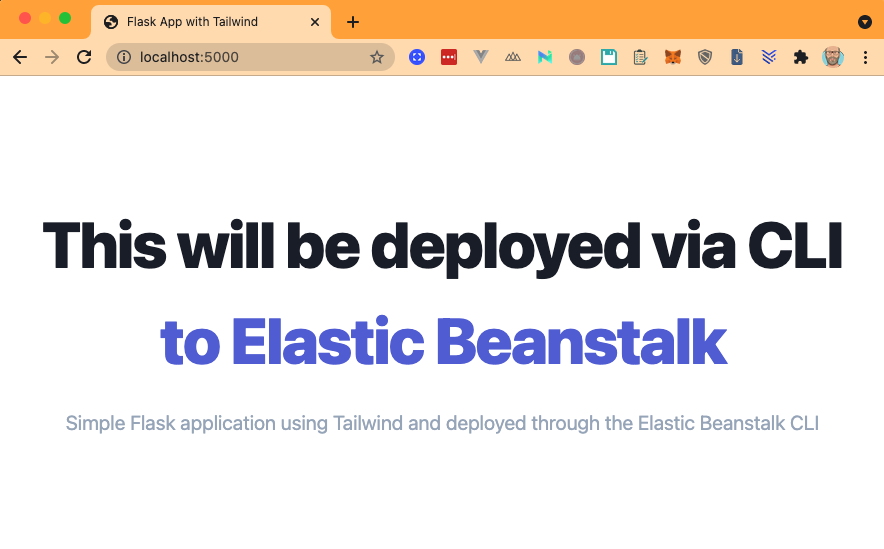 Flask App with Tailwind
localhost:5000
This will be deployed via CLI
to Elastic Beanstalk
Simple Flask application using Tailwind and deployed through the Elastic Beanstalk CLI